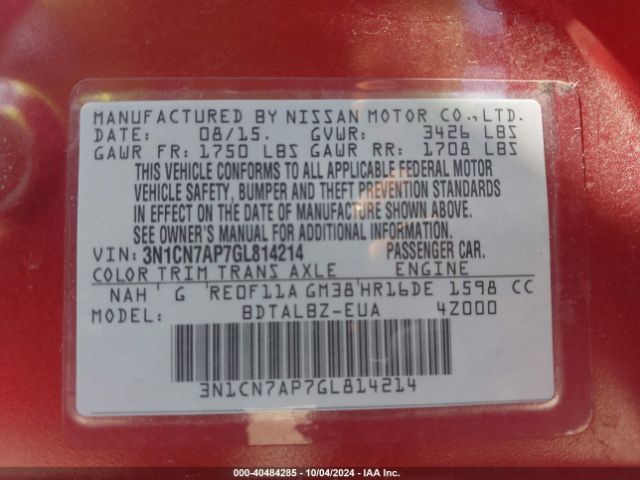 MANUFACTURED BY NISSAN MOTOR CO., LTD.
DATE: 08/15. GVWR: 3426 LBS
GAWR FR: 1750 LBS GAWR RR: 1708 LBS
THIS VEHICLE CONFORMS TO ALL APPLICABLE FEDERAL MOTOR
VEHICLE SAFETY, BUMPER AND THEFT PREVENTION STANDARDS
IN EFFECT ON THE DATE OF MANUFACTURE SHOWN ABOVE.
SEE OWNER'S MANUAL FOR ADDITIONAL INFORMATION.
VIN: 3N1CN7AP7GL814214 PASSENGER CAR.
COLOR TRIM TRANS AXLE ENGINE
NAH G RE0F11A GM38 HR16DE 1598 CC
MODEL: BDTALBZ-EUA 4Z000
3N1CN7AP7GL814214
©-40484285 - 10/04/2024 - IAA Inc.